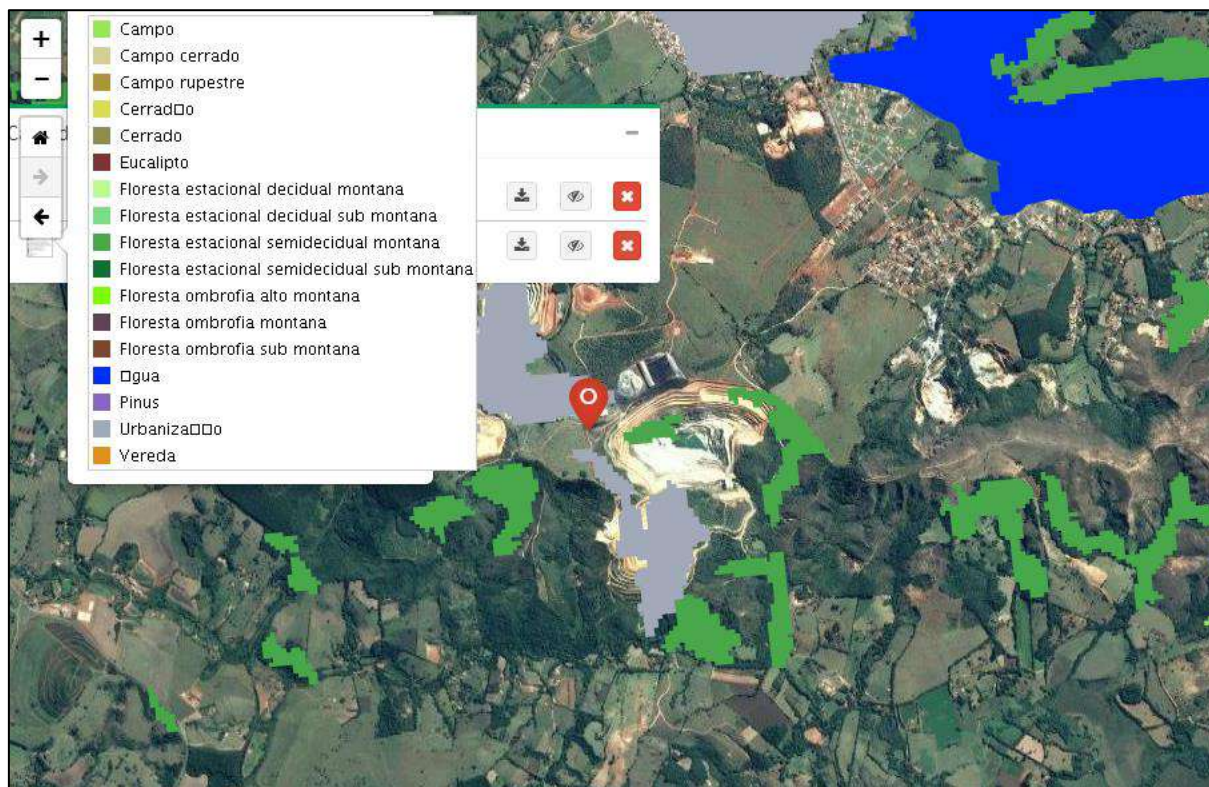 +
Campo
Campo cerrado
−
Campo rupestre
Cerrad□o
Cerrado
Eucalipto
Floresta estacional decidual montana
Floresta estacional decidual sub montana
Floresta estacional semidecidual montana
Floresta estacional semidecidual sub montana
Floresta ombrofia alto montana
Floresta ombrofia montana
Floresta ombrofia sub montana
□gua
Pinus
Urbaniza□□o
Vereda